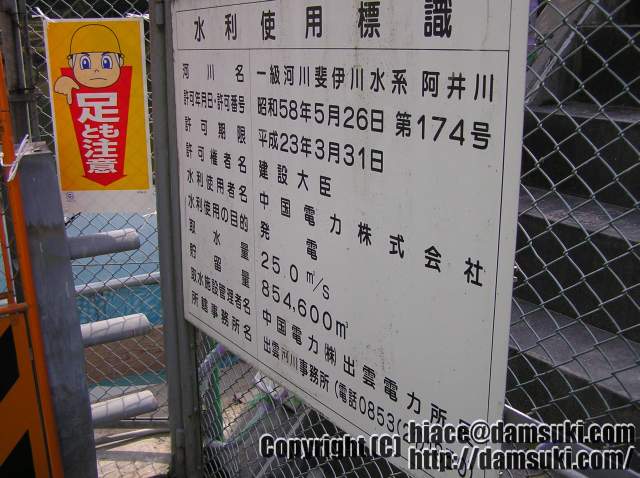 水利使用標識
河川名 一級河川斐伊川水系 阿井川
許可年月日・許可番号 昭和58年5月26日 第174号
許可期限 平成23年3月31日
許可権者名 建設大臣
水利使用者名 中国電力株式会社
水利使用の目的 発電
取水量 25.0㎥/s
貯留量 854,600㎥
取水施設管理者名 中国電力㈱出雲電力所
所轄事務所名 出雲河川事務所(電話0853(
足とも注意
Copyright (C) hiace@damsuki.com
http://damsuki.com/